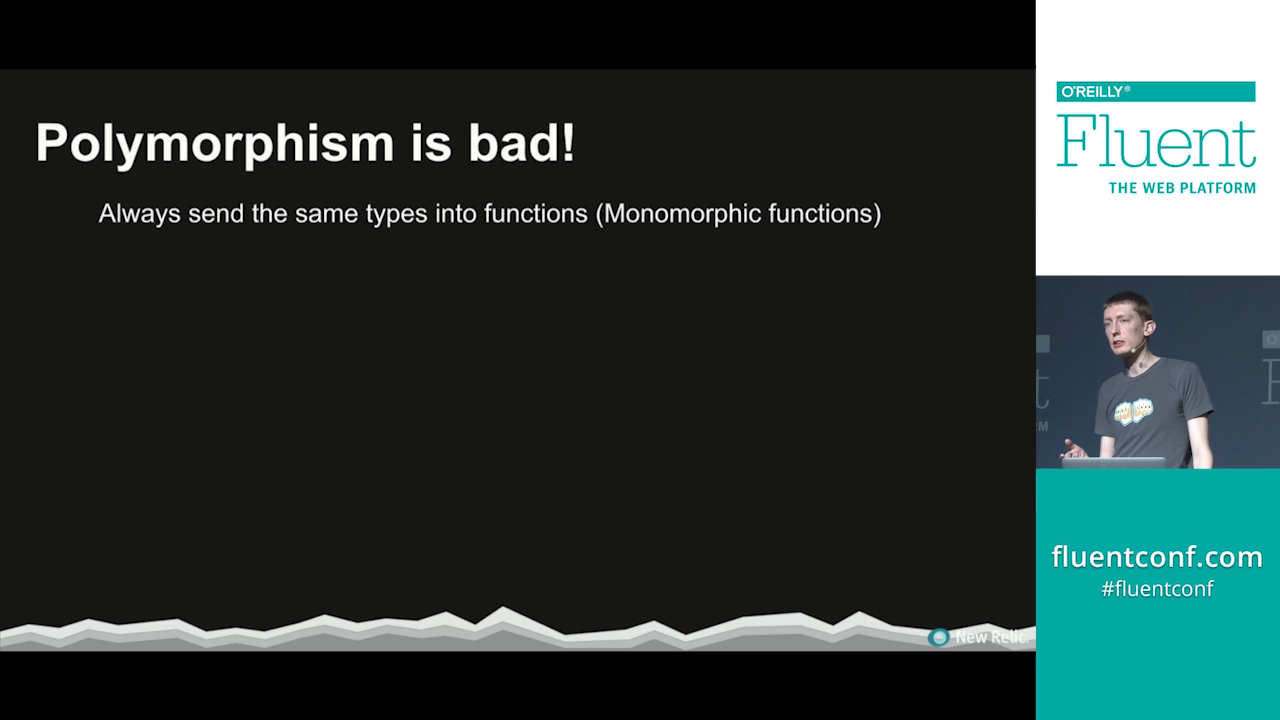 Polymorphism is bad!
Always send the same types into functions (Monomorphic functions)
New Relic
O'REILLY®
Fluent
THE WEB PLATFORM
fluentconf.com
#fluentconf